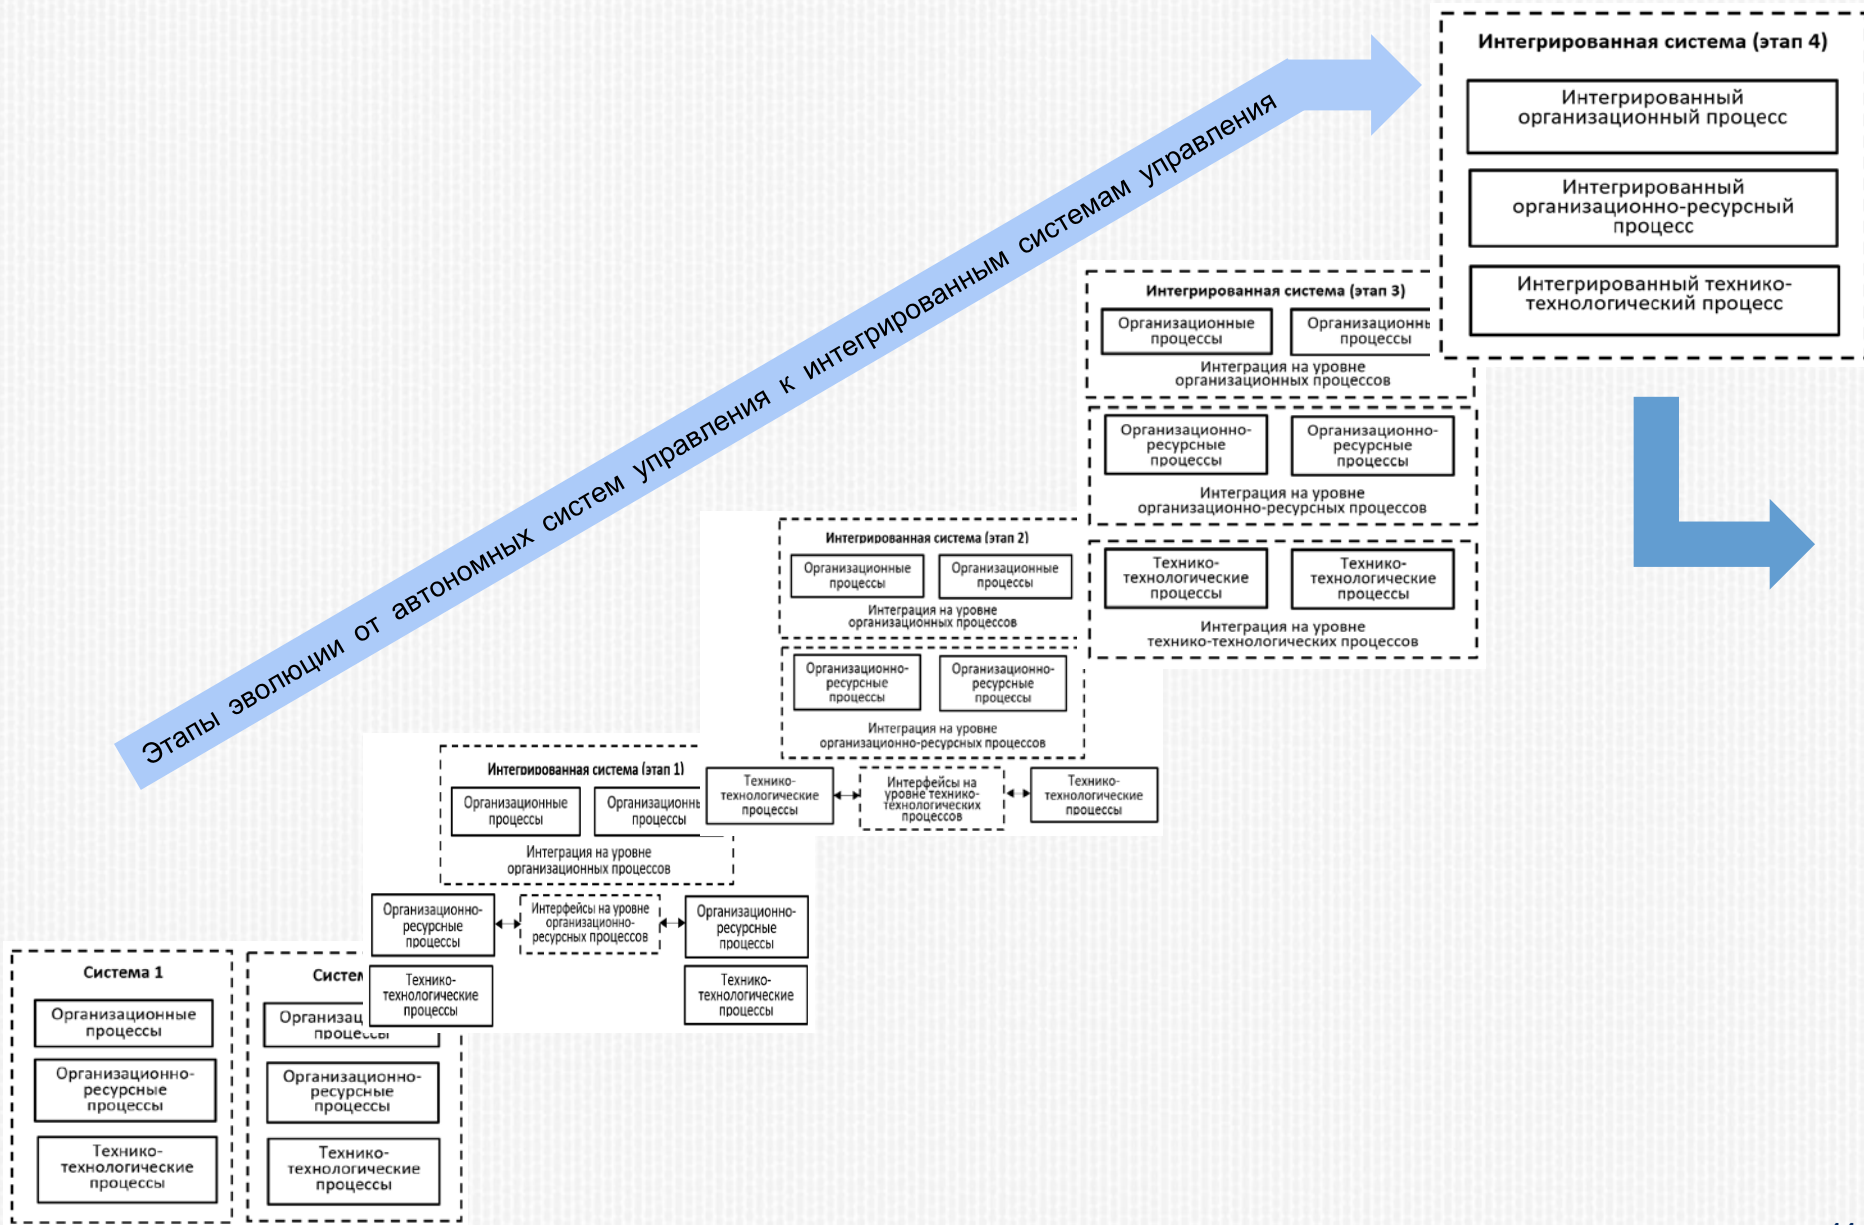 Этапы эволюции от автономных систем управления к интегрированным системам управления
Интегрированная система (этап 4)
Интегрированный
организационный процесс
Интегрированный
организационно-ресурсный
процесс
Интегрированный технико-
технологический процесс
Интегрированная система (этап 3)
Организационные
процессы
Организационны
процессы
Интеграция на уровне
организационных процессов
Организационно-
ресурсные
процессы
Организационно-
ресурсные
процессы
Интеграция на уровне
организационно-ресурсных процессов
Технико-
технологические
процессы
Технико-
технологические
процессы
Интеграция на уровне
технико-технологических процессов
Интегрированная система (этап 2)
Организационные
процессы
Организационные
процессы
Интеграция на уровне
организационных процессов
Организационно-
ресурсные
процессы
Организационно-
ресурсные
процессы
Интеграция на уровне
организационно-ресурсных процессов
Технико-
технологические
процессы
Интерфейсы на
уровне технико-
технологических
процессов
Технико-
технологические
процессы
Интегрированная система (этап 1)
Организационные
процессы
Организационны
процессы
Интеграция на уровне
организационных процессов
Организационно-
ресурсные
процессы
Интерфейсы на уровне
организационно-
ресурсных процессов
Организационно-
ресурсные
процессы
Технико-
технологические
процессы
Технико-
технологические
процессы
Система 1
Организационные
процессы
Организационно-
ресурсные
процессы
Технико-
технологические
процессы
Систем
Организац
процессы
Организационно-
ресурсные
процессы
Технико-
технологические
процессы